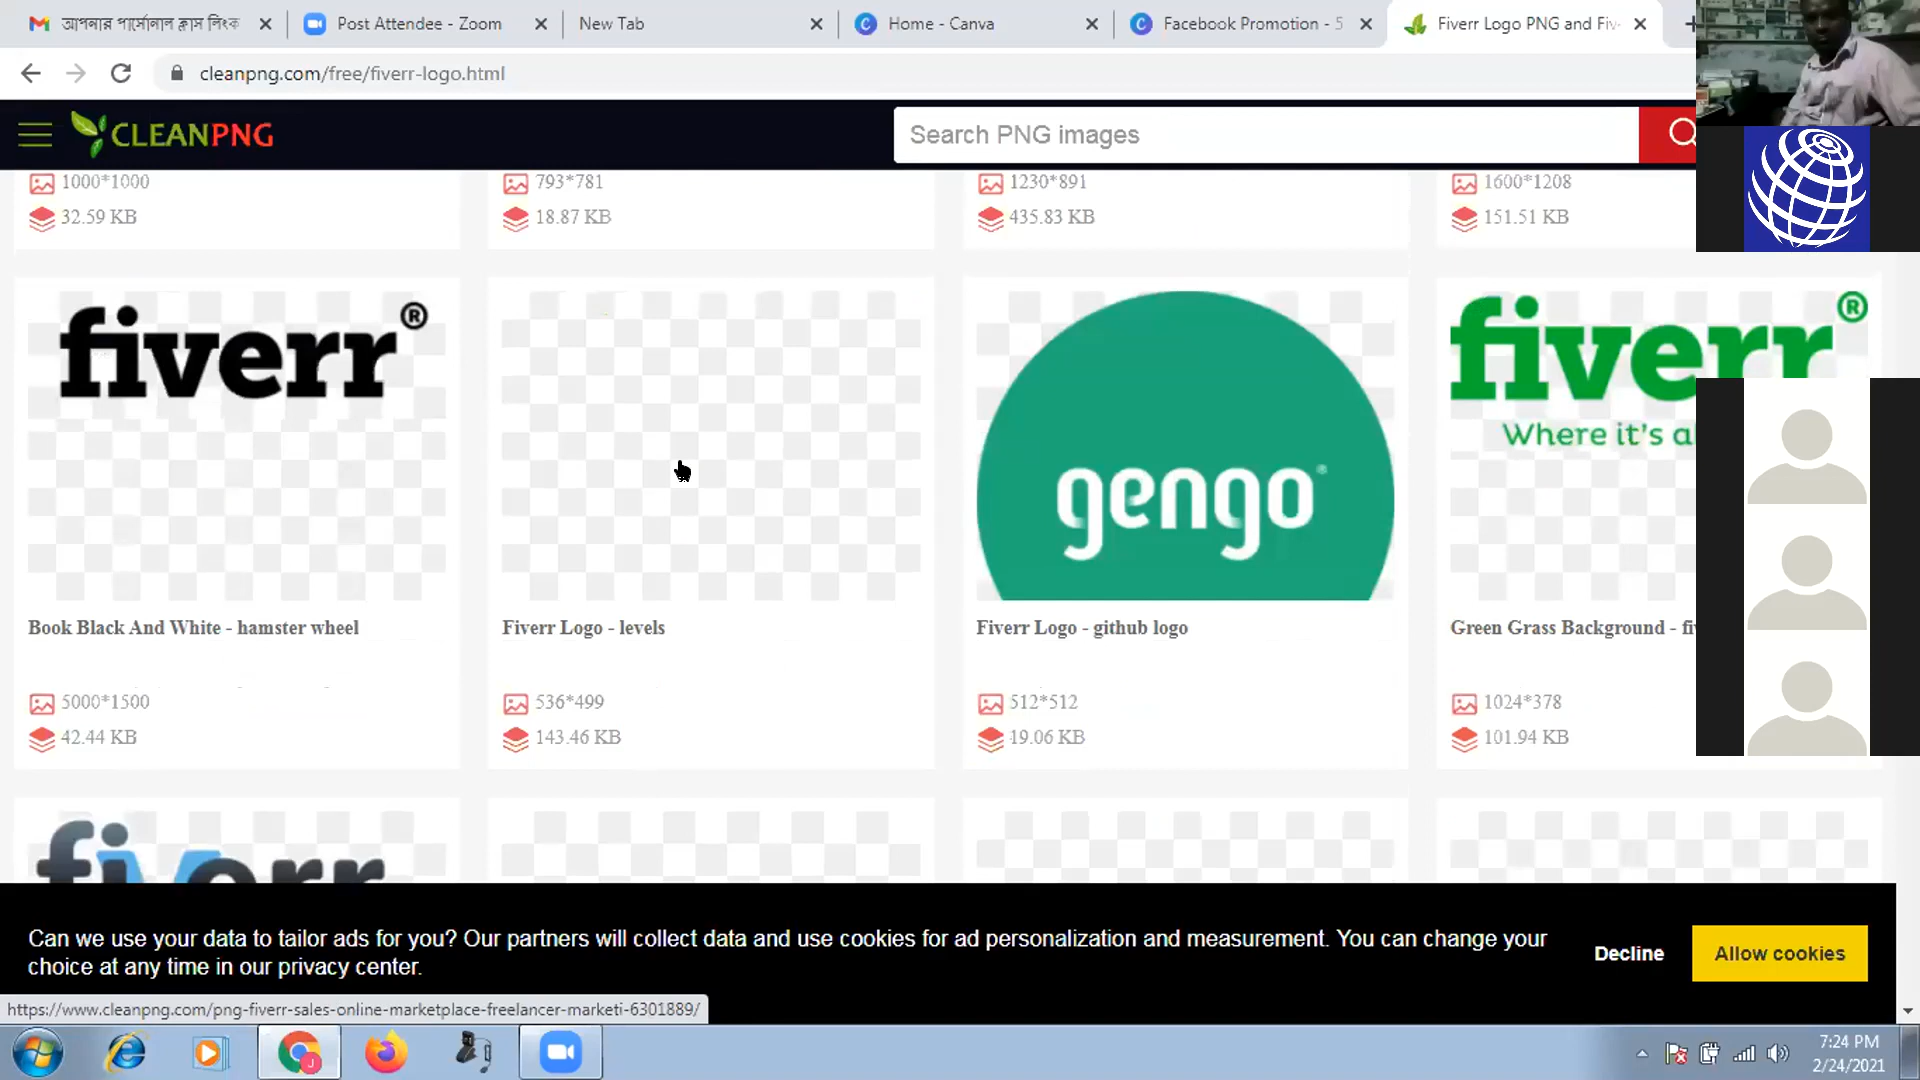 আপনার পার্সোনাল ক্লাস লিংক
Post Attendee - Zoom
New Tab
Home - Canva
Facebook Promotion - 5
Fiverr Logo PNG and Fiv
cleanpng.com/free/fiverr-logo.html
CLEANPNG
Search PNG images
1000*1000
793*781
1230*891
1600*1208
32.59 KB
18.87 KB
435.83 KB
151.51 KB
fiverr®
gengo
fiverr®
Where it's al
Book Black And White - hamster wheel
Fiverr Logo - levels
Fiverr Logo - github logo
Green Grass Background - fi
5000*1500
536*499
512*512
1024*378
42.44 KB
143.46 KB
19.06 KB
101.94 KB
fiverr
Can we use your data to tailor ads for you? Our partners will collect data and use cookies for ad personalization and measurement. You can change your
choice at any time in our privacy center.
Decline
Allow cookies
https://www.cleanpng.com/png-fiverr-sales-online-marketplace-freelancer-marketi-6301889/
7:24 PM
2/24/2021